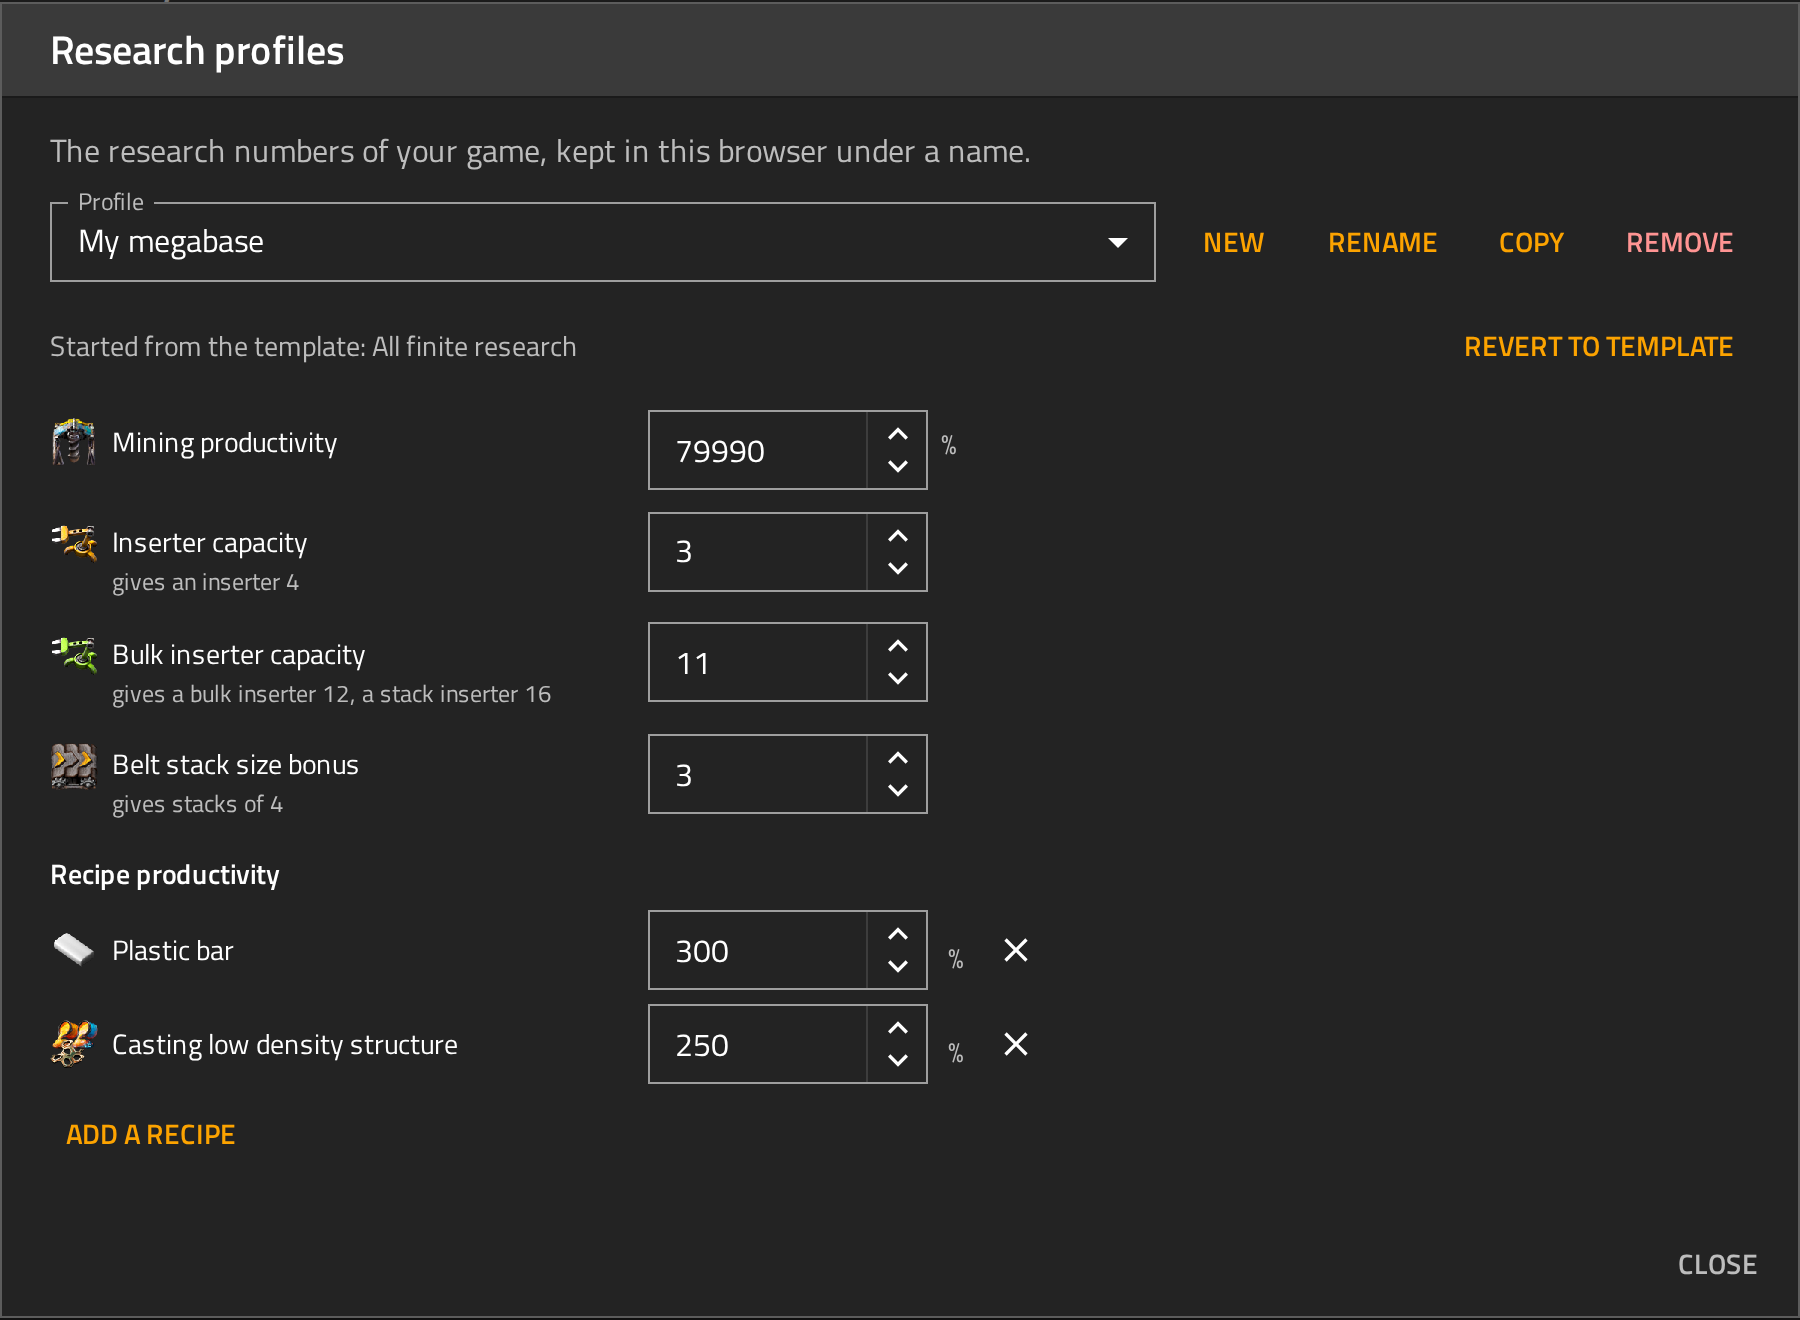 Research profiles
The research numbers of your game, kept in this browser under a name.
Profile
My megabase
NEW
RENAME
COPY
REMOVE
Started from the template: All finite research
REVERT TO TEMPLATE
Mining productivity
79990
%
Inserter capacity
gives an inserter 4
3
Bulk inserter capacity
gives a bulk inserter 12, a stack inserter 16
11
Belt stack size bonus
gives stacks of 4
3
Recipe productivity
Plastic bar
300
%
Casting low density structure
250
%
ADD A RECIPE
CLOSE